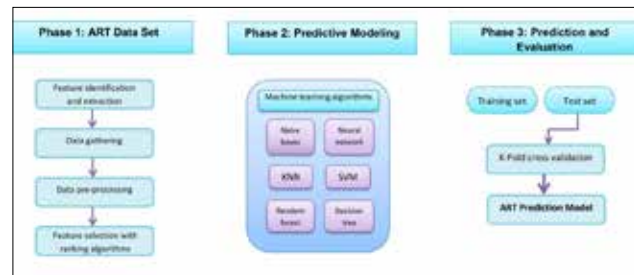 Phase 1: ART Data Set
Feature identification
and extraction
Data gathering
Data pre-processing
Feature selection with
ranking algorithms
Phase 2: Predictive Modeling
Machine learning algorithms
Naive
bayes
Neural
network
KNN
SVM
Random
forest
Decision
tree
Phase 3: Prediction and
Evaluation
Training set
Test set
K-Fold cross validation
ART Prediction Model